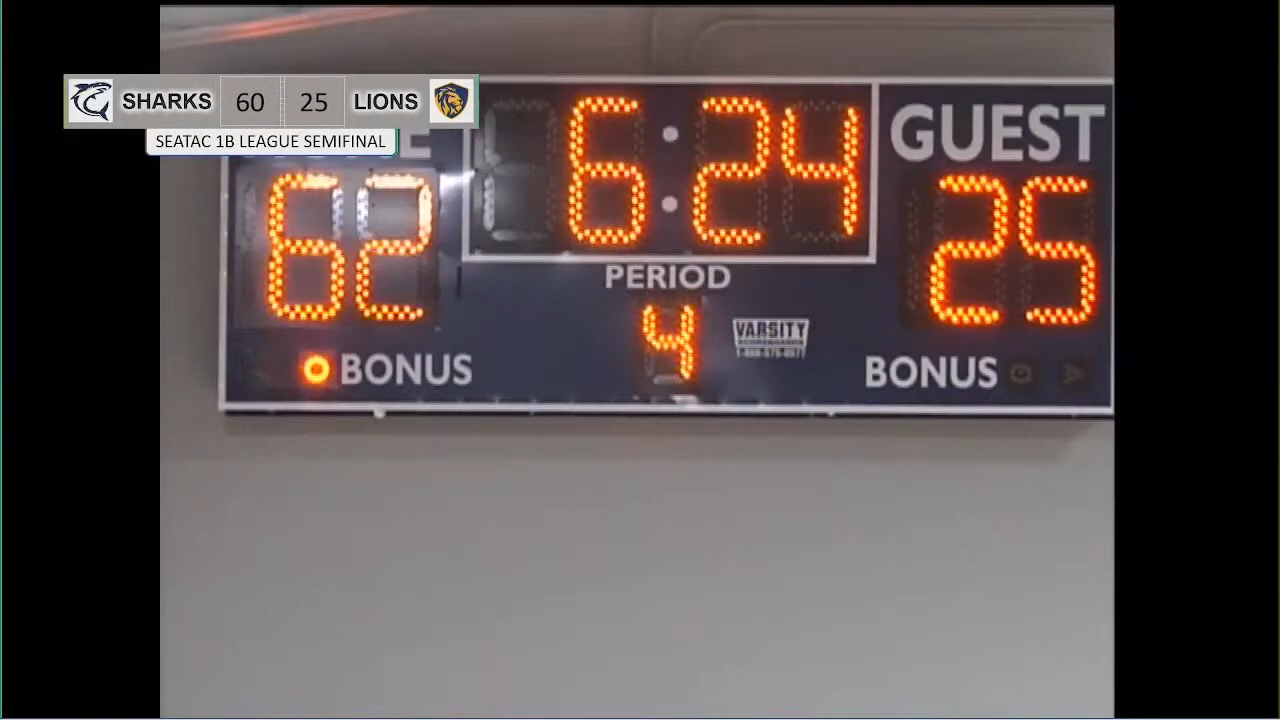 SHARKS 60 25 LIONS
SEATAC 1B LEAGUE SEMIFINAL
6:24
GUEST
62
25
PERIOD
4
VARSITY
BONUS
BONUS